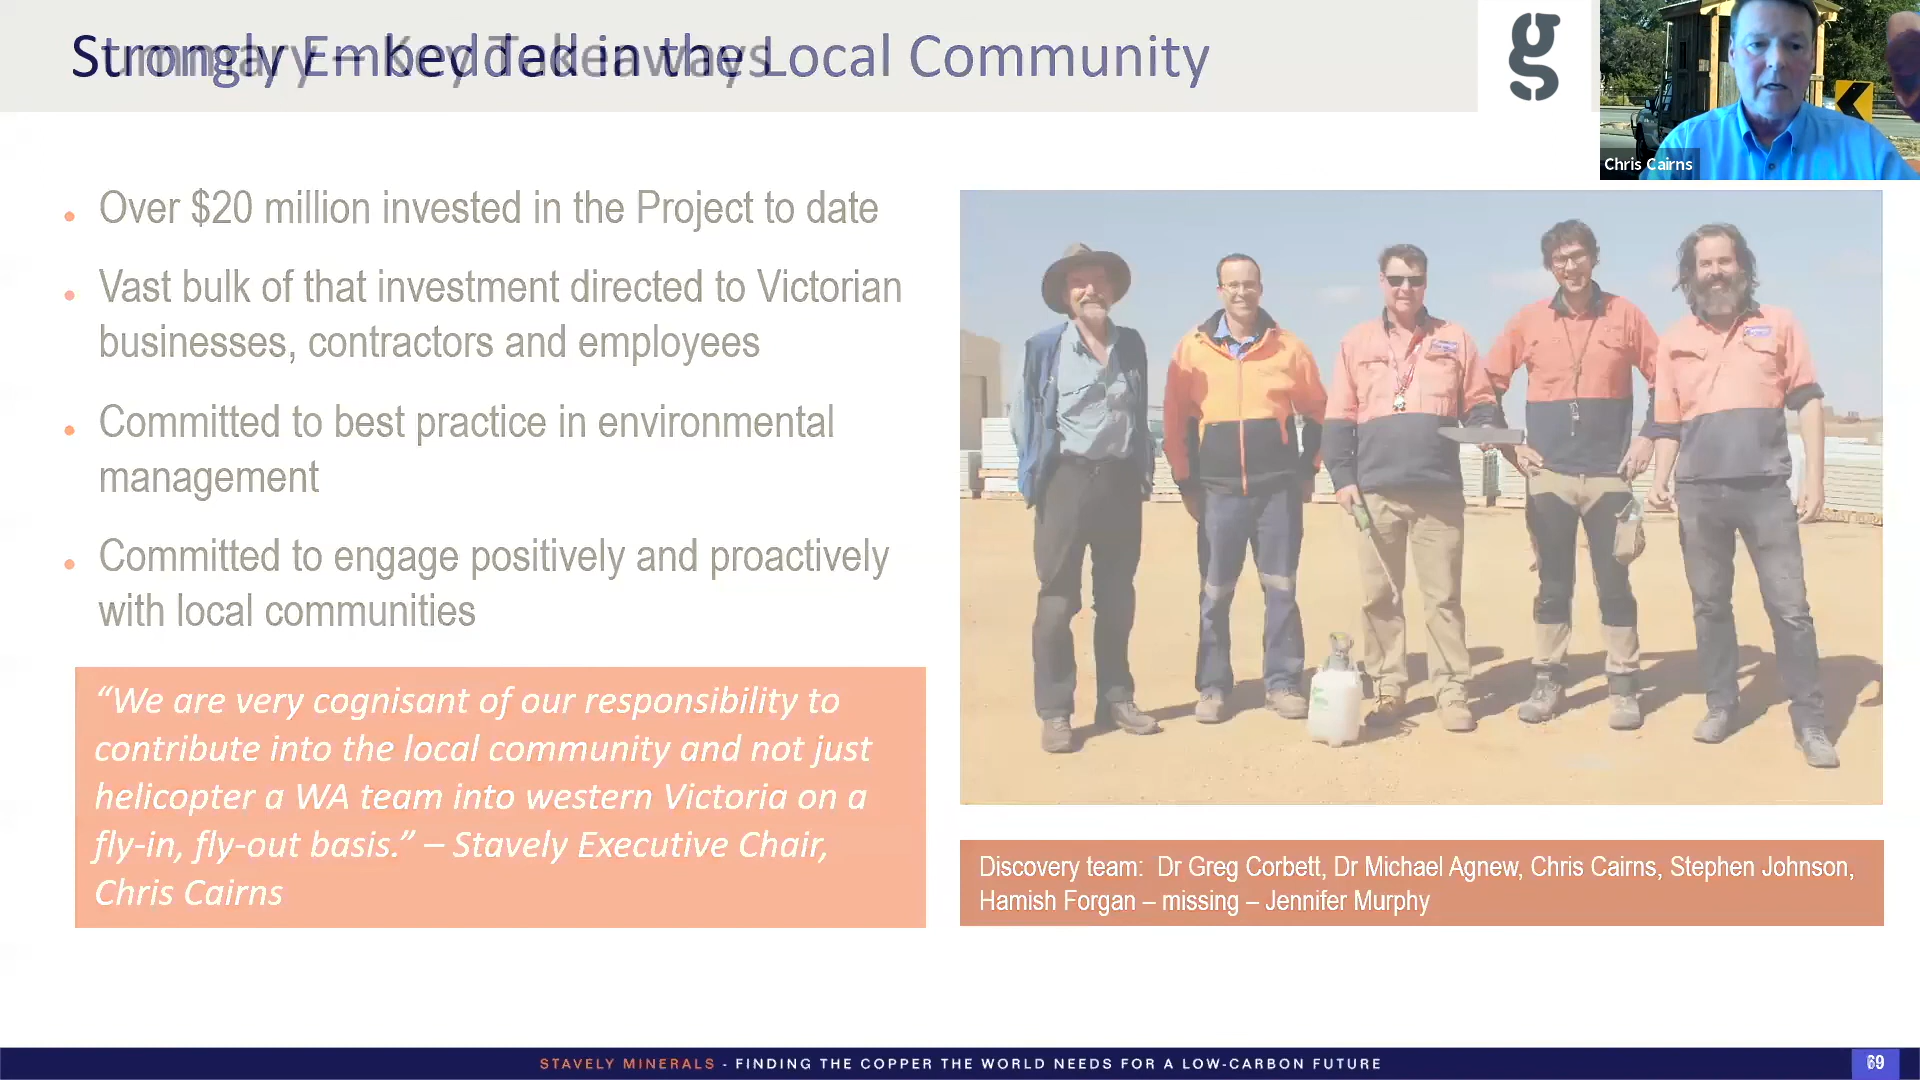 Strongly Embedded in the Local Community
Summary – Key Takeaways
g
Chris Cairns
Over $20 million invested in the Project to date
Vast bulk of that investment directed to Victorian
businesses, contractors and employees
Committed to best practice in environmental
management
Committed to engage positively and proactively
with local communities
“We are very cognisant of our responsibility to
contribute into the local community and not just
helicopter a WA team into western Victoria on a
fly-in, fly-out basis.” – Stavely Executive Chair,
Chris Cairns
Discovery team: Dr Greg Corbett, Dr Michael Agnew, Chris Cairns, Stephen Johnson,
Hamish Forgan – missing – Jennifer Murphy
STAVELY MINERALS - FINDING THE COPPER THE WORLD NEEDS FOR A LOW-CARBON FUTURE